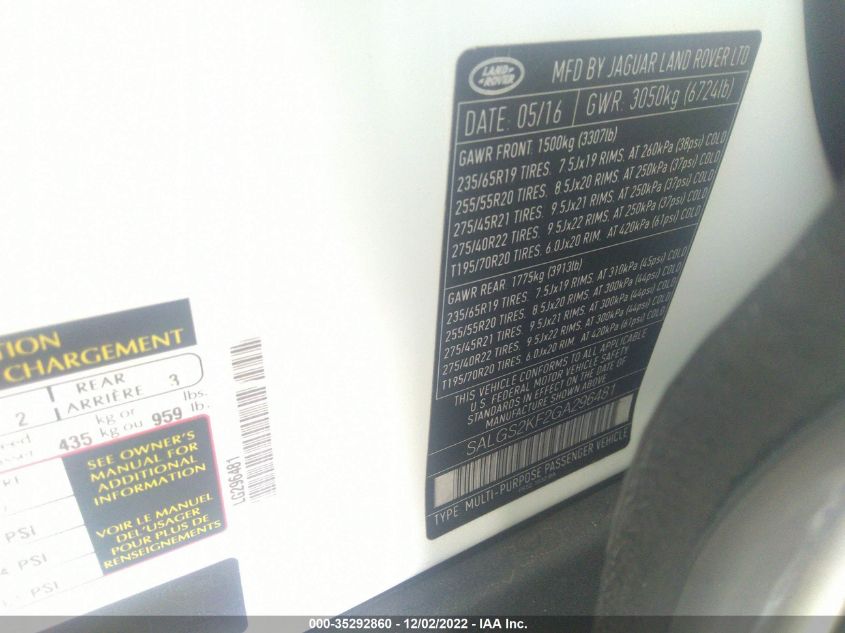 LAND
ROVER
MFD BY JAGUAR LAND ROVER LTD
DATE: 05/16 GWR: 3050kg (6724lb)
GAWR FRONT: 1500kg (3307lb)
235/65R19 TIRES. 7.5Jx19 RIMS. AT 260kPa (38psi) COLD
255/55R20 TIRES. 8.5Jx20 RIMS. AT 250kPa (37psi) COLD
275/45R21 TIRES. 9.5Jx21 RIMS. AT 250kPa (37psi) COLD
275/40R22 TIRES. 9.5Jx22 RIMS. AT 250kPa (37psi) COLD
T195/70R20 TIRES. 6.0Jx20 RIM. AT 420kPa (61psi) COLD
GAWR REAR: 1775kg (3913lb)
235/65R19 TIRES. 7.5Jx19 RIMS. AT 310kPa (45psi) COLD
255/55R20 TIRES. 8.5Jx20 RIMS. AT 300kPa (44psi) COLD
275/45R21 TIRES. 9.5Jx21 RIMS. AT 300kPa (44psi) COLD
275/40R22 TIRES. 9.5Jx22 RIMS. AT 300kPa (44psi) COLD
T195/70R20 TIRES. 6.0Jx20 RIM. AT 420kPa (61psi) COLD
THIS VEHICLE CONFORMS TO ALL APPLICABLE
U.S. FEDERAL MOTOR VEHICLE SAFETY
STANDARDS IN EFFECT ON THE DATE OF
MANUFACTURE SHOWN ABOVE.
SALGS2KF2GA296481
TYPE: MULTI-PURPOSE PASSENGER VEHICLE
TION
CHARGEMENT
2 REAR 3
ARRIÈRE
435 kg or 959 lbs.
kg ou lb.
SEE OWNER'S
MANUAL FOR
ADDITIONAL
INFORMATION
VOIR LE MANUEL
DE L'USAGER
POUR PLUS DE
RENSEIGNEMENTS
PSI
PSI
PSI
LG296481
000-35292860 - 12/02/2022 - IAA Inc.